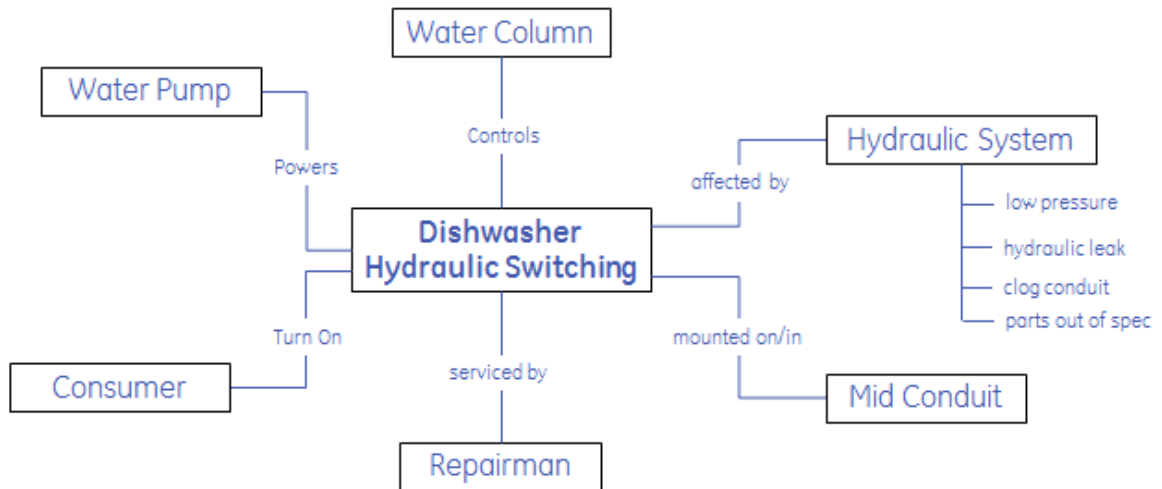 Water Column
Water Pump
Controls
Hydraulic System
Powers
affected by
low pressure
Dishwasher
Hydraulic Switching
hydraulic leak
clog conduit
parts out of spec
Turn On
mounted on/in
serviced by
Consumer
Mid Conduit
Repairman